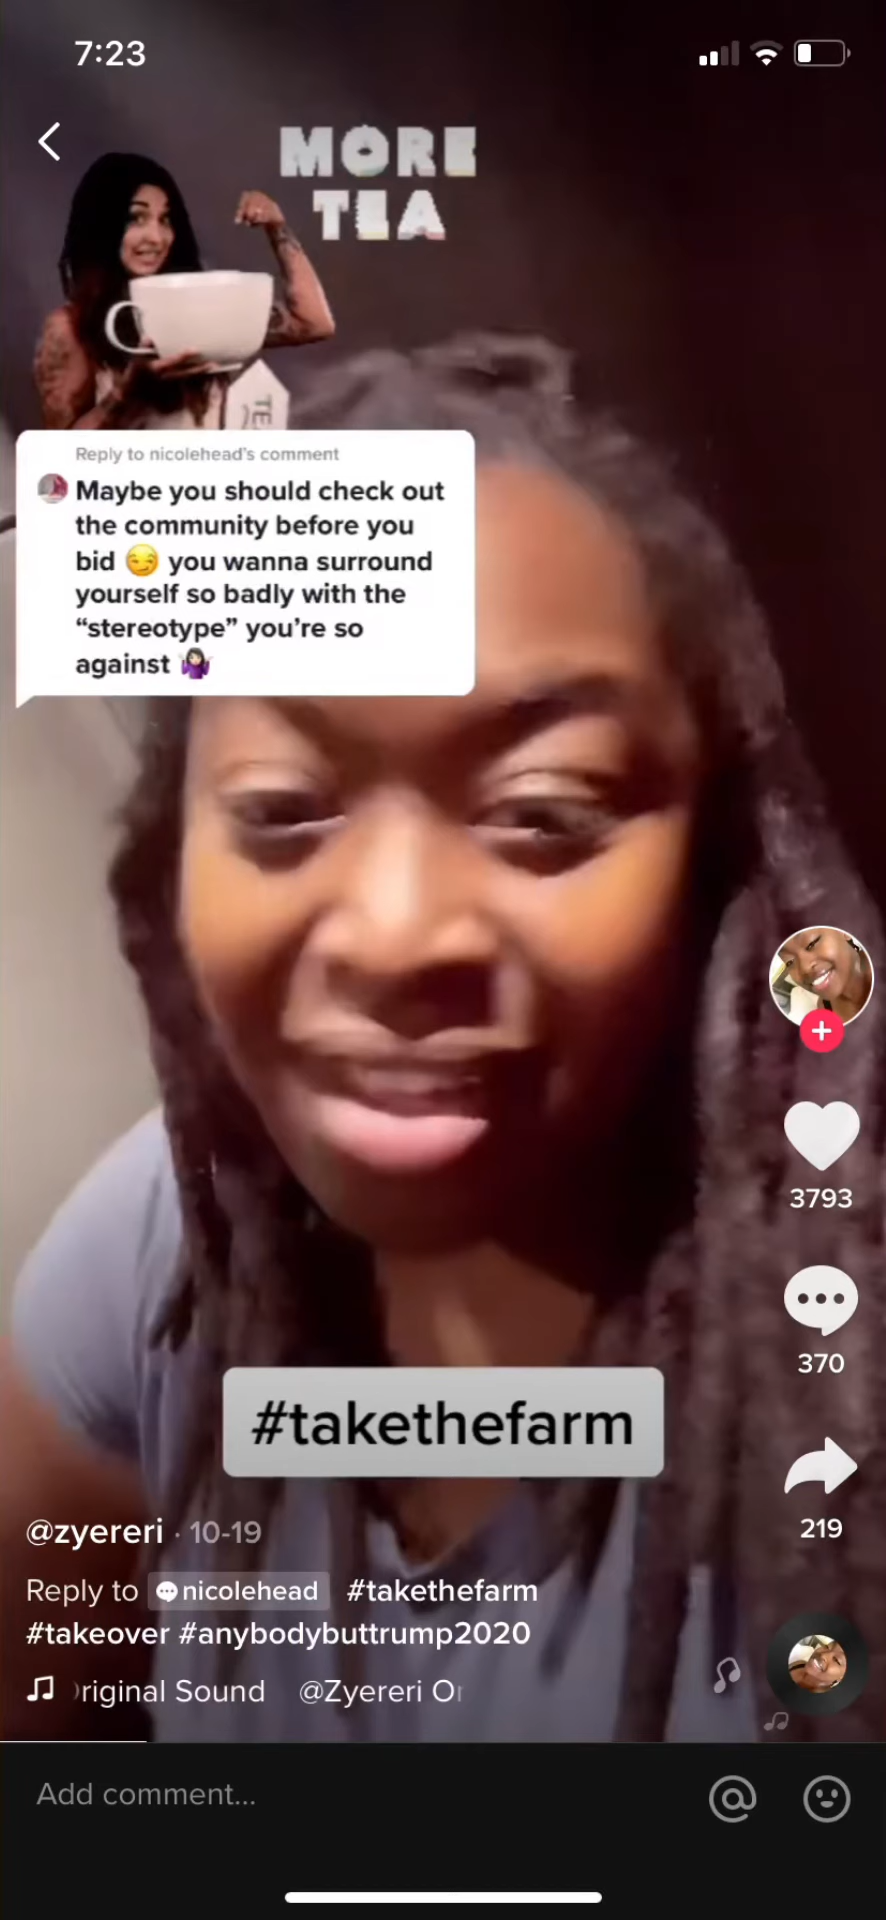 7:23
MORE
TEA
TE
Reply to nicolehead's comment
Maybe you should check out
the community before you
bid 😏 you wanna surround
yourself so badly with the
“stereotype” you’re so
against 🤷🏻‍♀️
3793
370
#takethefarm
219
@zyereri · 10-19
Reply to nicolehead #takethefarm
#takeover #anybodybuttrump2020
riginal Sound @Zyereri Or
Add comment...